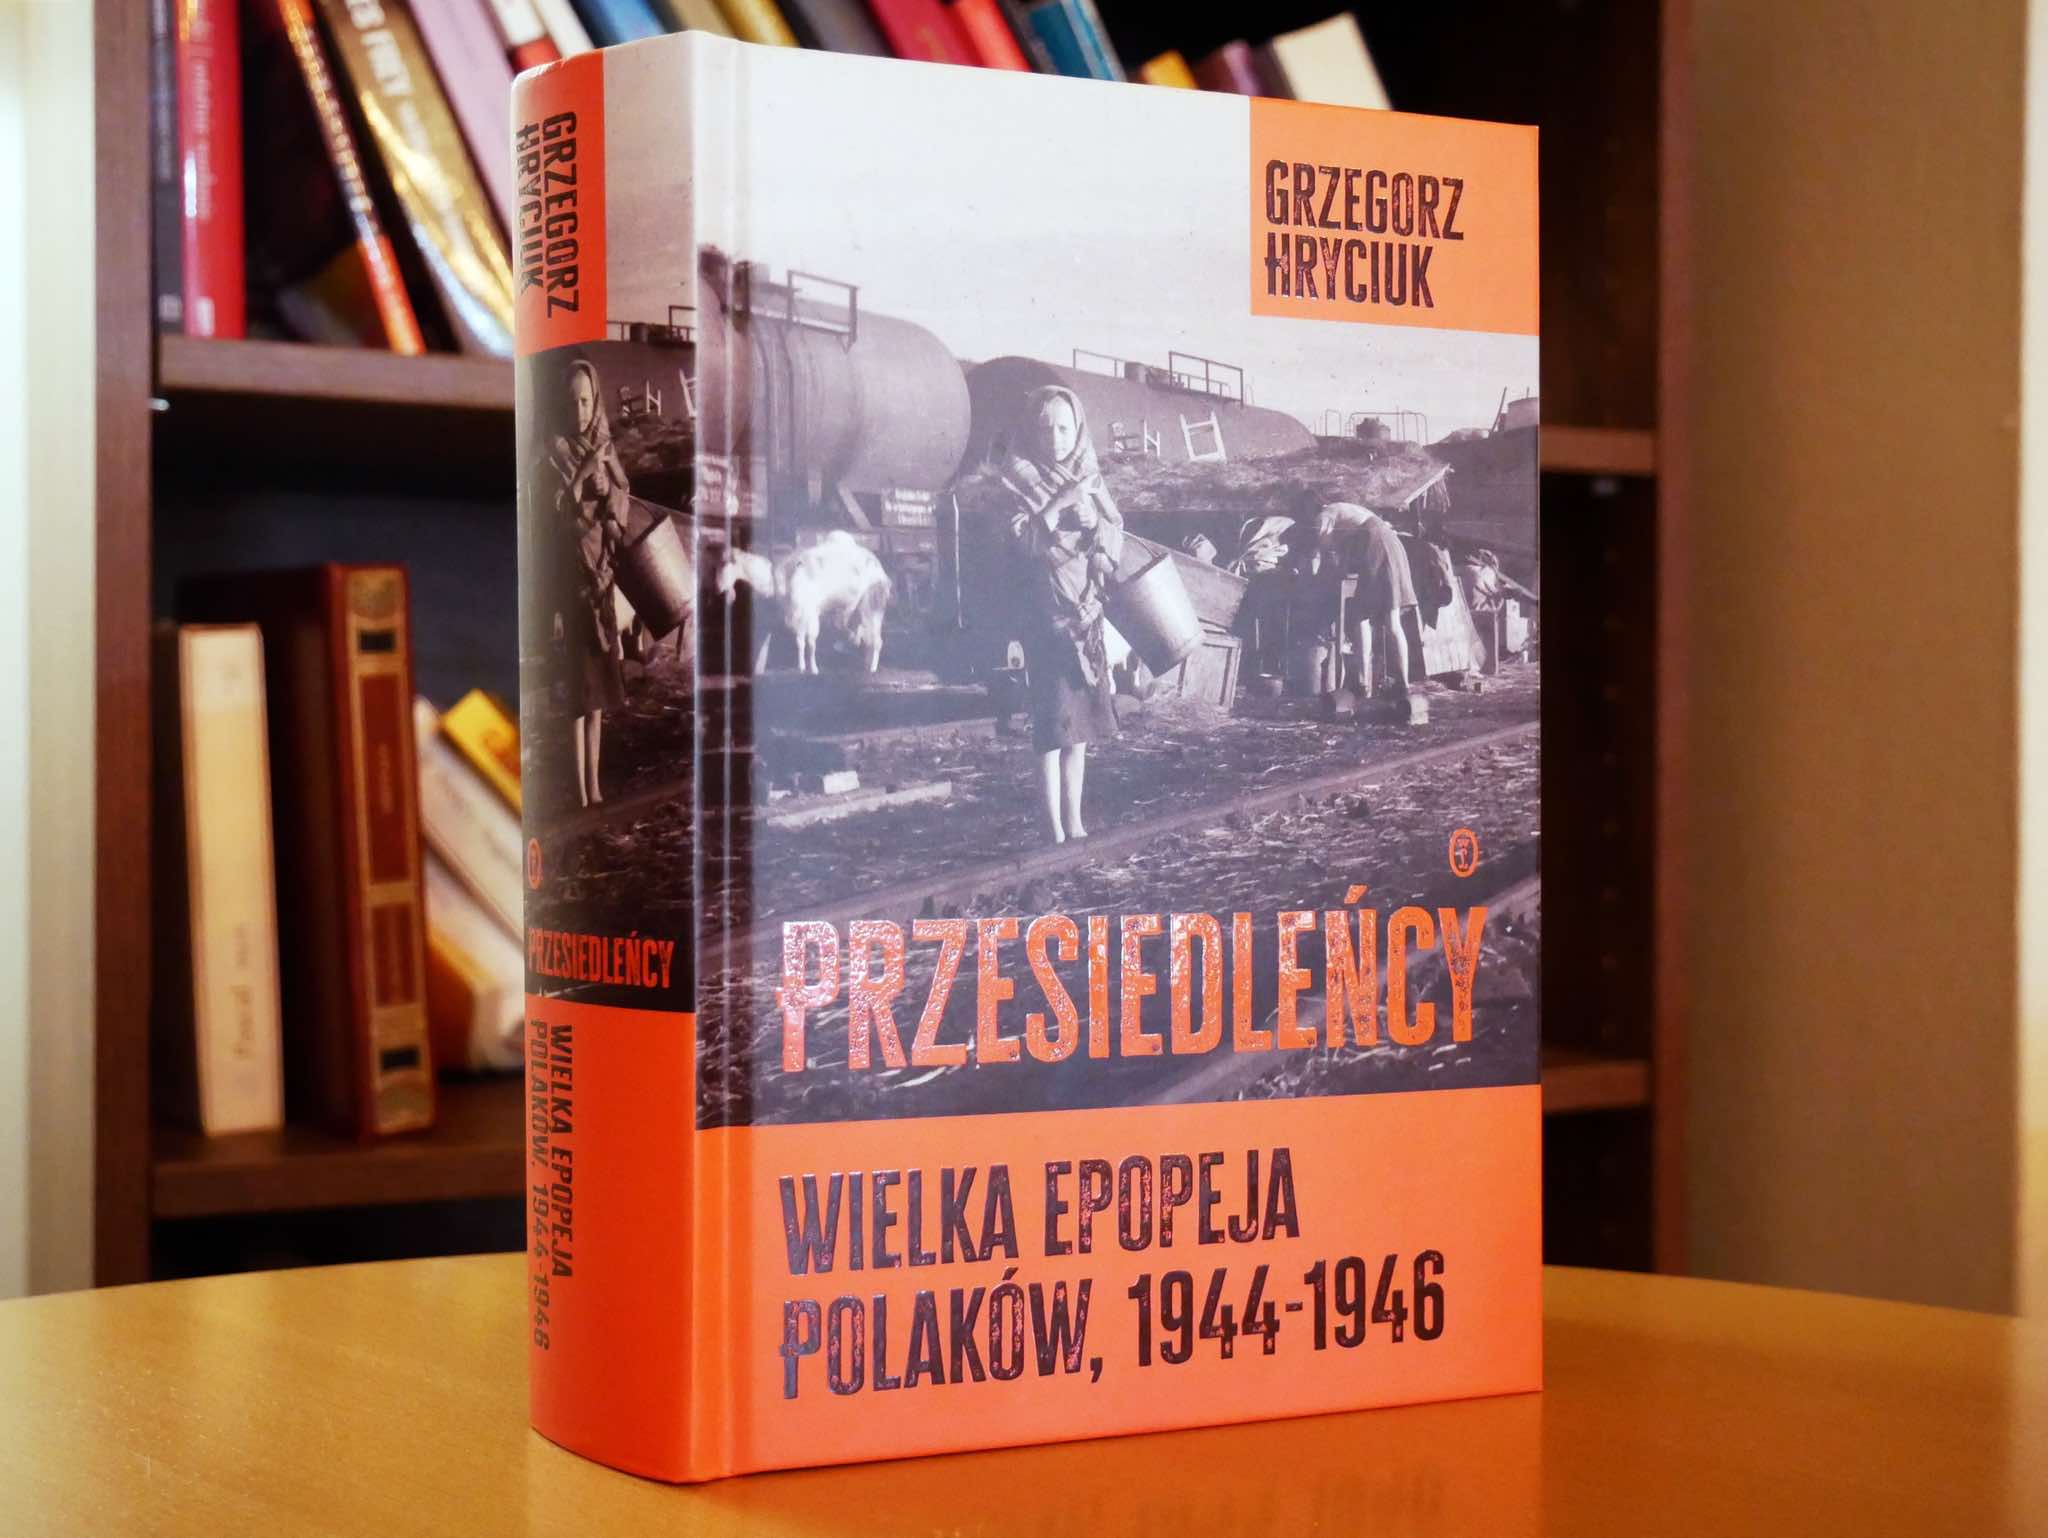 GRZEGORZ
HRYCIUK
PRZESIEDLEŃCY
WIELKA EPOPEJA
POLAKÓW, 1944-1946
GRZEGORZ
HRYCIUK
PRZESIEDLEŃCY
WIELKA EPOPEJA
POLAKÓW, 1944-1946